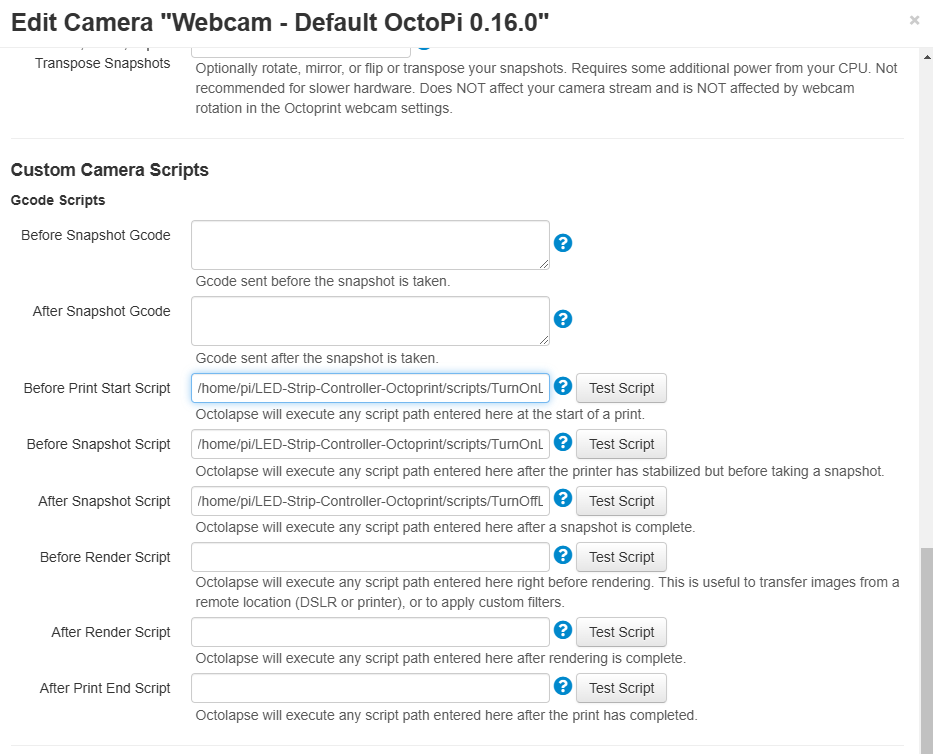 Edit Camera "Webcam - Default OctoPi 0.16.0"
×
Transpose Snapshots
Optionally rotate, mirror, or flip or transpose your snapshots. Requires some additional power from your CPU. Not
recommended for slower hardware. Does NOT affect your camera stream and is NOT affected by webcam
rotation in the Octoprint webcam settings.
Custom Camera Scripts
Gcode Scripts
Before Snapshot Gcode
?
Gcode sent before the snapshot is taken.
After Snapshot Gcode
?
Gcode sent after the snapshot is taken.
Before Print Start Script
/home/pi/LED-Strip-Controller-Octoprint/scripts/TurnOnL
?
Test Script
Octolapse will execute any script path entered here at the start of a print.
Before Snapshot Script
/home/pi/LED-Strip-Controller-Octoprint/scripts/TurnOnL
?
Test Script
Octolapse will execute any script path entered here after the printer has stabilized but before taking a snapshot.
After Snapshot Script
/home/pi/LED-Strip-Controller-Octoprint/scripts/TurnOffL
?
Test Script
Octolapse will execute any script path entered here after a snapshot is complete.
Before Render Script
?
Test Script
Octolapse will execute any script path entered here right before rendering. This is useful to transfer images from a
remote location (DSLR or printer), or to apply custom filters.
After Render Script
?
Test Script
Octolapse will execute any script path entered here after rendering is complete.
After Print End Script
?
Test Script
Octolapse will execute any script path entered here after the print has completed.